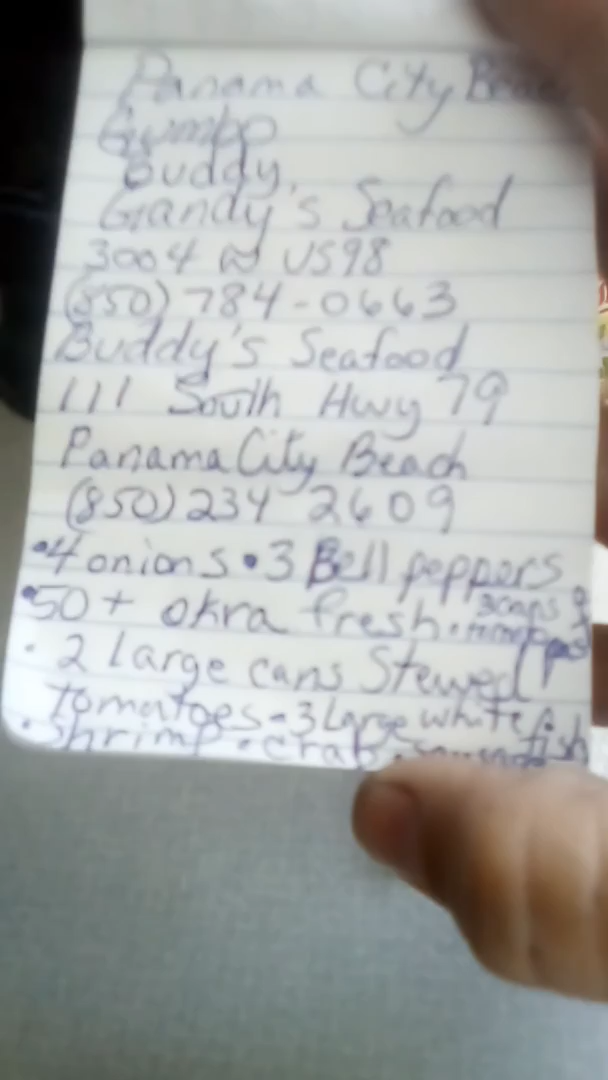 Panama City Beach
Gumbo
Buddy,
Gandy's Seafood
3004 W US98
(850) 784-0663
Buddy's Seafood
111 South Hwy 79
Panama City Beach
(850) 234 2609
•4 onions •3 Bell peppers
•50+ okra fresh •
• 2 Large cans Stewed
Tomatoes - 3 Large white fish
• Shrimp • crab •